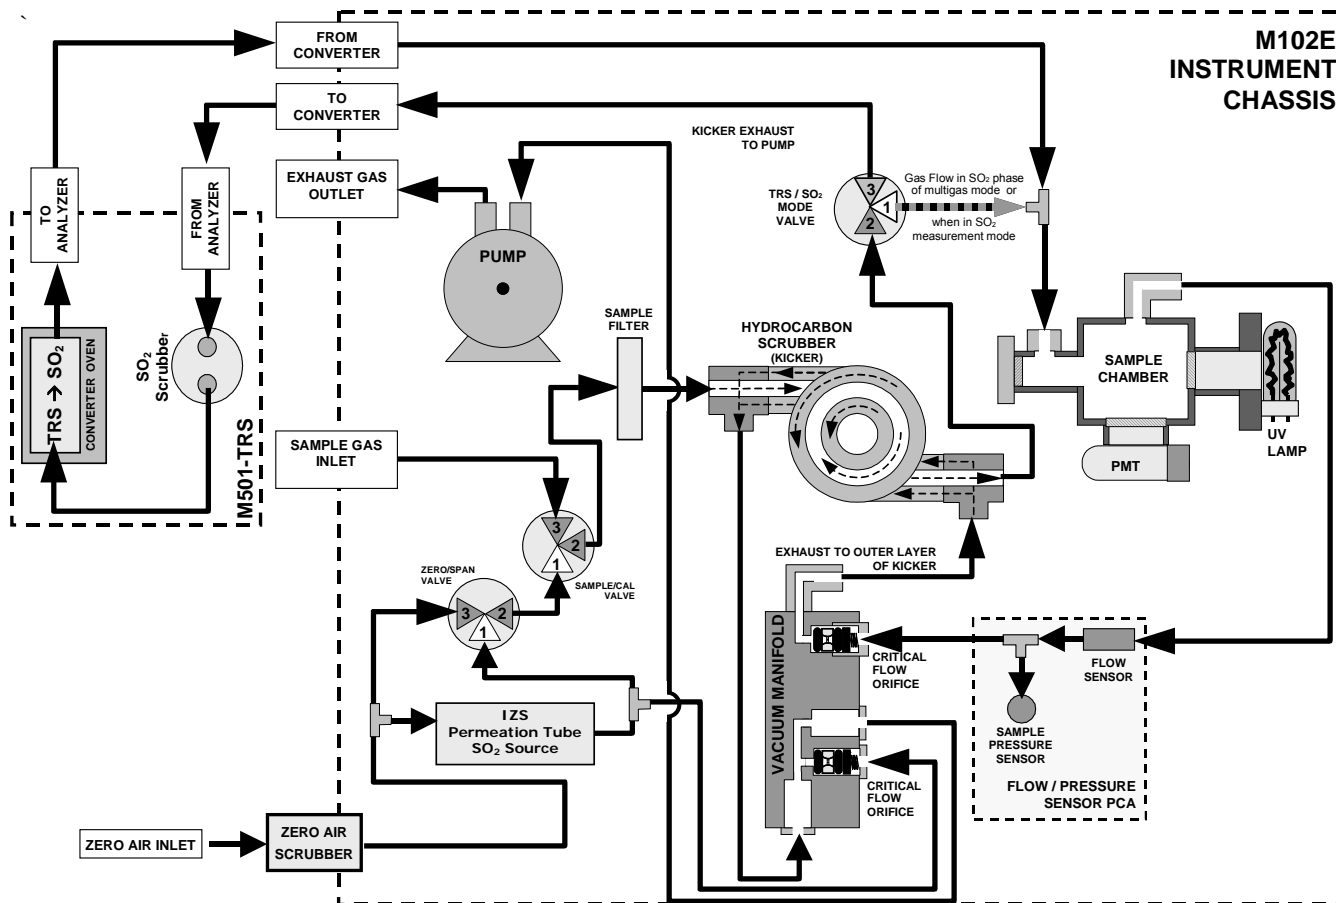 `
M102E
INSTRUMENT
CHASSIS
FROM
CONVERTER
TO
CONVERTER
EXHAUST GAS
OUTLET
TO
ANALYZER
FROM
ANALYZER
KICKER EXHAUST
TO PUMP
TRS / SO₂
MODE
VALVE
3
1
2
Gas Flow in SO₂ phase
of multigas mode or
when in SO₂
measurement mode
PUMP
SAMPLE
FILTER
HYDROCARBON
SCRUBBER
(KICKER)
SAMPLE
CHAMBER
UV
LAMP
PMT
TRS → SO₂
CONVERTER OVEN
SO₂
Scrubber
M501-TRS
SAMPLE GAS
INLET
3
2
1
SAMPLE/CAL
VALVE
ZERO/SPAN
VALVE
3
2
1
EXHAUST TO OUTER LAYER
OF KICKER
VACUUM MANIFOLD
CRITICAL
FLOW
ORIFICE
FLOW
SENSOR
SAMPLE
PRESSURE
SENSOR
FLOW / PRESSURE
SENSOR PCA
IZS
Permeation Tube
SO₂ Source
CRITICAL
FLOW
ORIFICE
ZERO AIR INLET
ZERO AIR
SCRUBBER